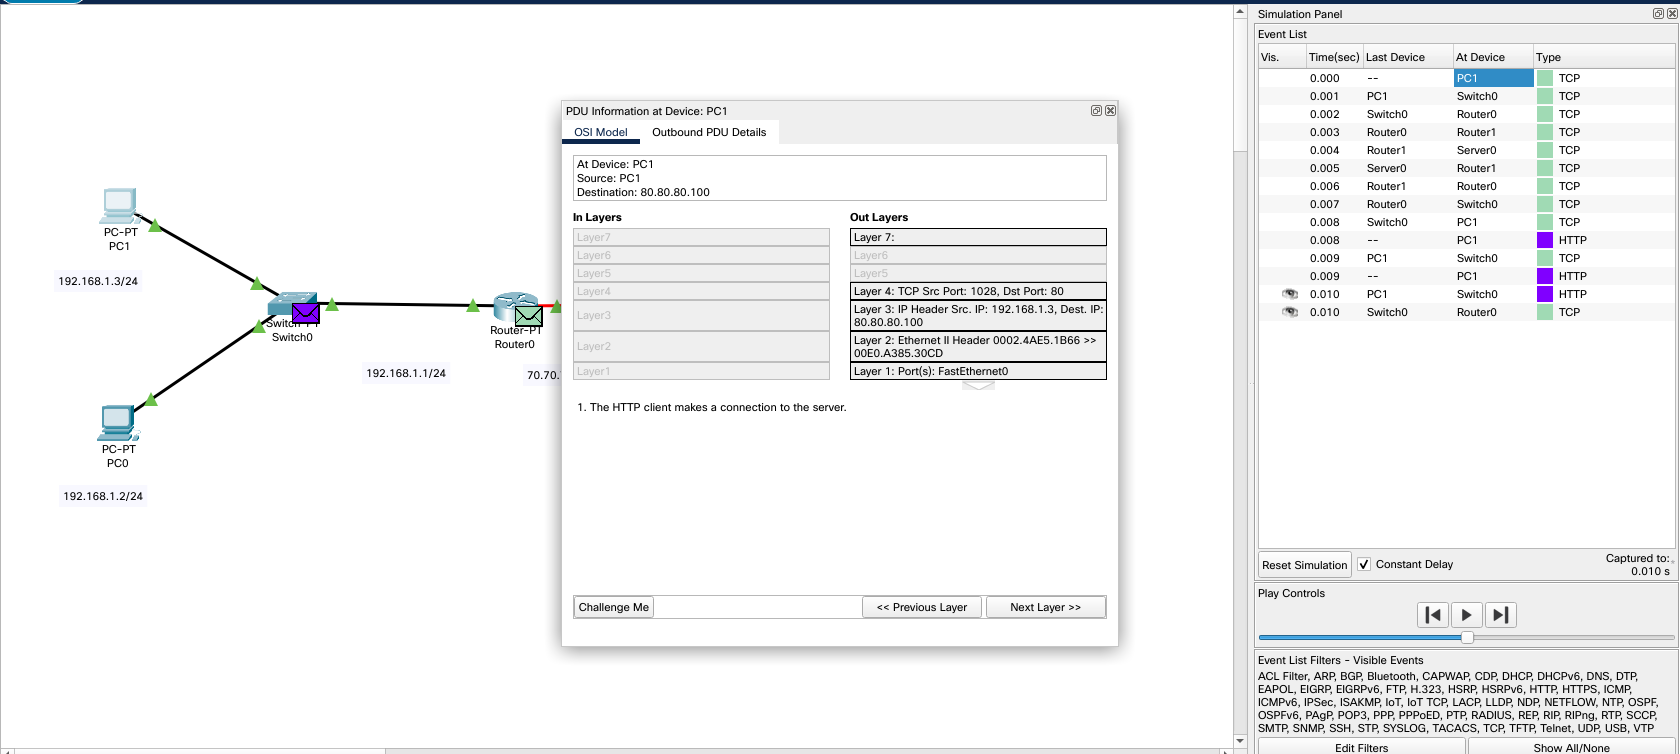 PC-PT
PC1
192.168.1.3/24
Switch-PT
Switch0
Router-PT
Router0
192.168.1.1/24
70.70.
PC-PT
PC0
192.168.1.2/24
PDU Information at Device: PC1
OSI Model
Outbound PDU Details
At Device: PC1
Source: PC1
Destination: 80.80.80.100
In Layers
Layer7
Layer6
Layer5
Layer4
Layer3
Layer2
Layer1
Out Layers
Layer 7:
Layer6
Layer5
Layer 4: TCP Src Port: 1028, Dst Port: 80
Layer 3: IP Header Src. IP: 192.168.1.3, Dest. IP:
80.80.80.100
Layer 2: Ethernet II Header 0002.4AE5.1B66 >>
00E0.A385.30CD
Layer 1: Port(s): FastEthernet0
1. The HTTP client makes a connection to the server.
Challenge Me
<< Previous Layer
Next Layer >>
Simulation Panel
Event List
Vis. Time(sec) Last Device At Device Type
0.000 -- PC1 TCP
0.001 PC1 Switch0 TCP
0.002 Switch0 Router0 TCP
0.003 Router0 Router1 TCP
0.004 Router1 Server0 TCP
0.005 Server0 Router1 TCP
0.006 Router1 Router0 TCP
0.007 Router0 Switch0 TCP
0.008 Switch0 PC1 TCP
0.008 -- PC1 HTTP
0.009 PC1 Switch0 TCP
0.009 -- PC1 HTTP
0.010 PC1 Switch0 HTTP
0.010 Switch0 Router0 TCP
Reset Simulation
Constant Delay
Captured to:
0.010 s
Play Controls
Event List Filters - Visible Events
ACL Filter, ARP, BGP, Bluetooth, CAPWAP, CDP, DHCP, DHCPv6, DNS, DTP,
EAPOL, EIGRP, EIGRPv6, FTP, H.323, HSRP, HSRPv6, HTTP, HTTPS, ICMP,
ICMPv6, IPSec, ISAKMP, IoT, IoT TCP, LACP, LLDP, NDP, NETFLOW, NTP, OSPF,
OSPFv6, PAgP, POP3, PPP, PPPoED, PTP, RADIUS, REP, RIP, RIPng, RTP, SCCP,
SMTP, SNMP, SSH, STP, SYSLOG, TACACS, TCP, TFTP, Telnet, UDP, USB, VTP
Edit Filters
Show All/None